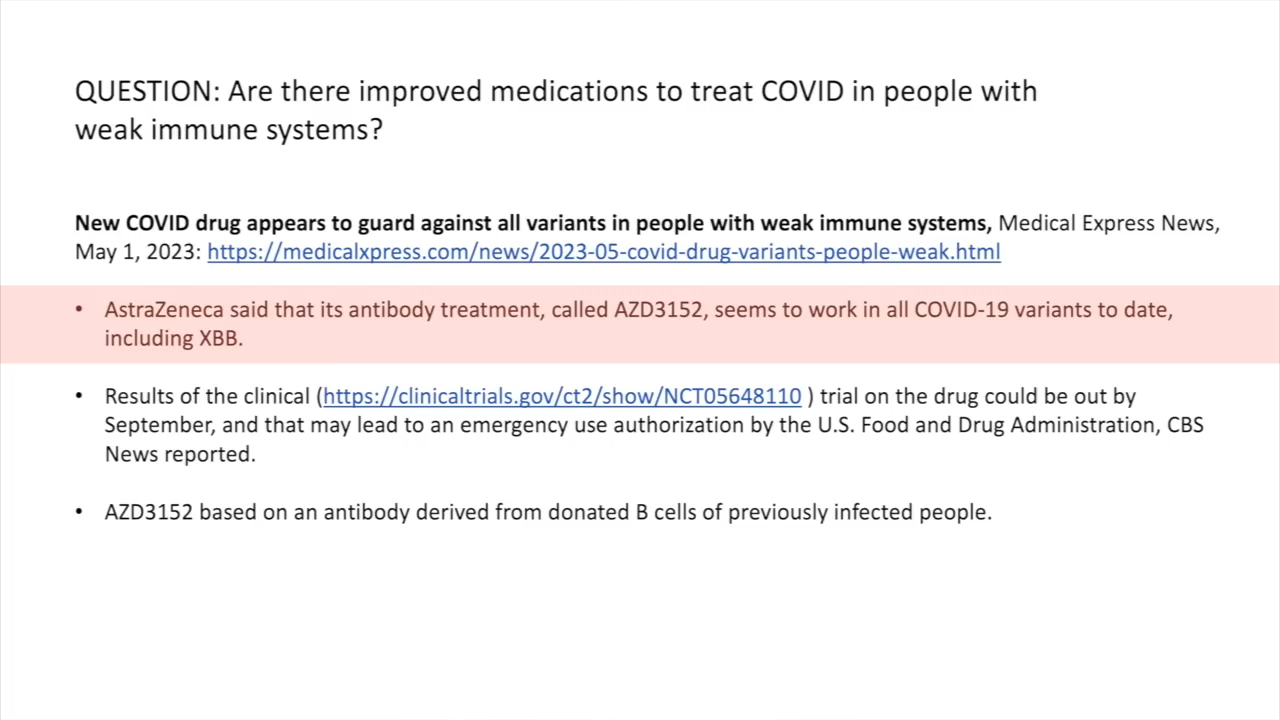 QUESTION: Are there improved medications to treat COVID in people with
weak immune systems?
New COVID drug appears to guard against all variants in people with weak immune systems, Medical Express News,
May 1, 2023: https://medicalxpress.com/news/2023-05-covid-drug-variants-people-weak.html
• AstraZeneca said that its antibody treatment, called AZD3152, seems to work in all COVID-19 variants to date,
including XBB.
• Results of the clinical (https://clinicaltrials.gov/ct2/show/NCT05648110 ) trial on the drug could be out by
September, and that may lead to an emergency use authorization by the U.S. Food and Drug Administration, CBS
News reported.
• AZD3152 based on an antibody derived from donated B cells of previously infected people.